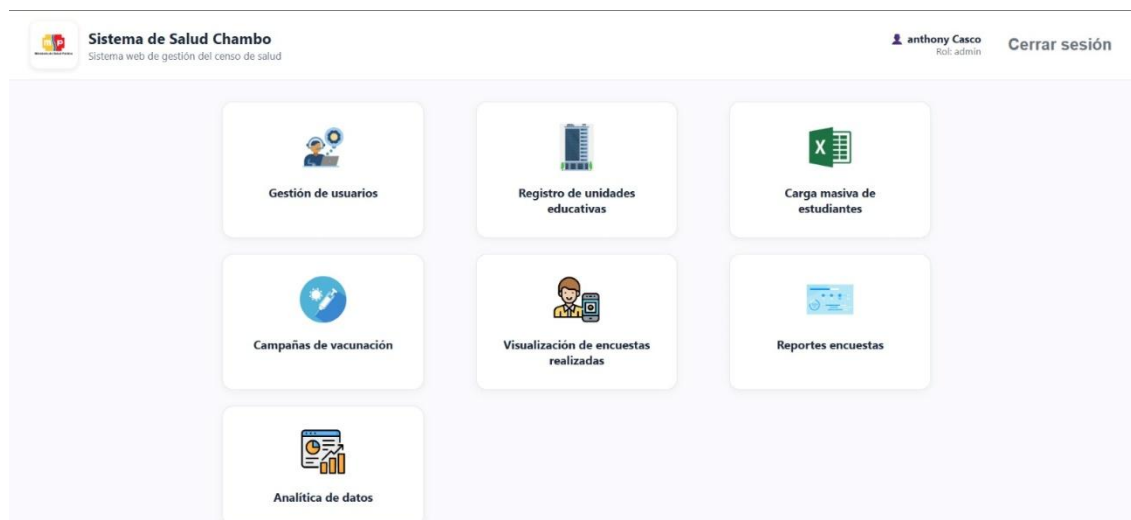 Sistema de Salud Chambo
Sistema web de gestión del censo de salud
anthony Casco
Rol: admin
Cerrar sesión
Gestión de usuarios
Registro de unidades
educativas
Carga masiva de
estudiantes
Campañas de vacunación
Visualización de encuestas
realizadas
Reportes encuestas
Analítica de datos